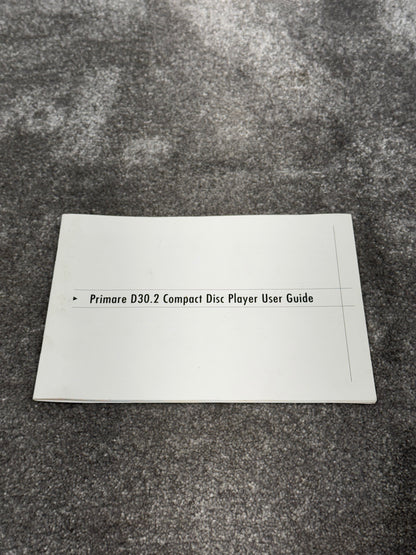 ▸ Primare D30.2 Compact Disc Player User Guide